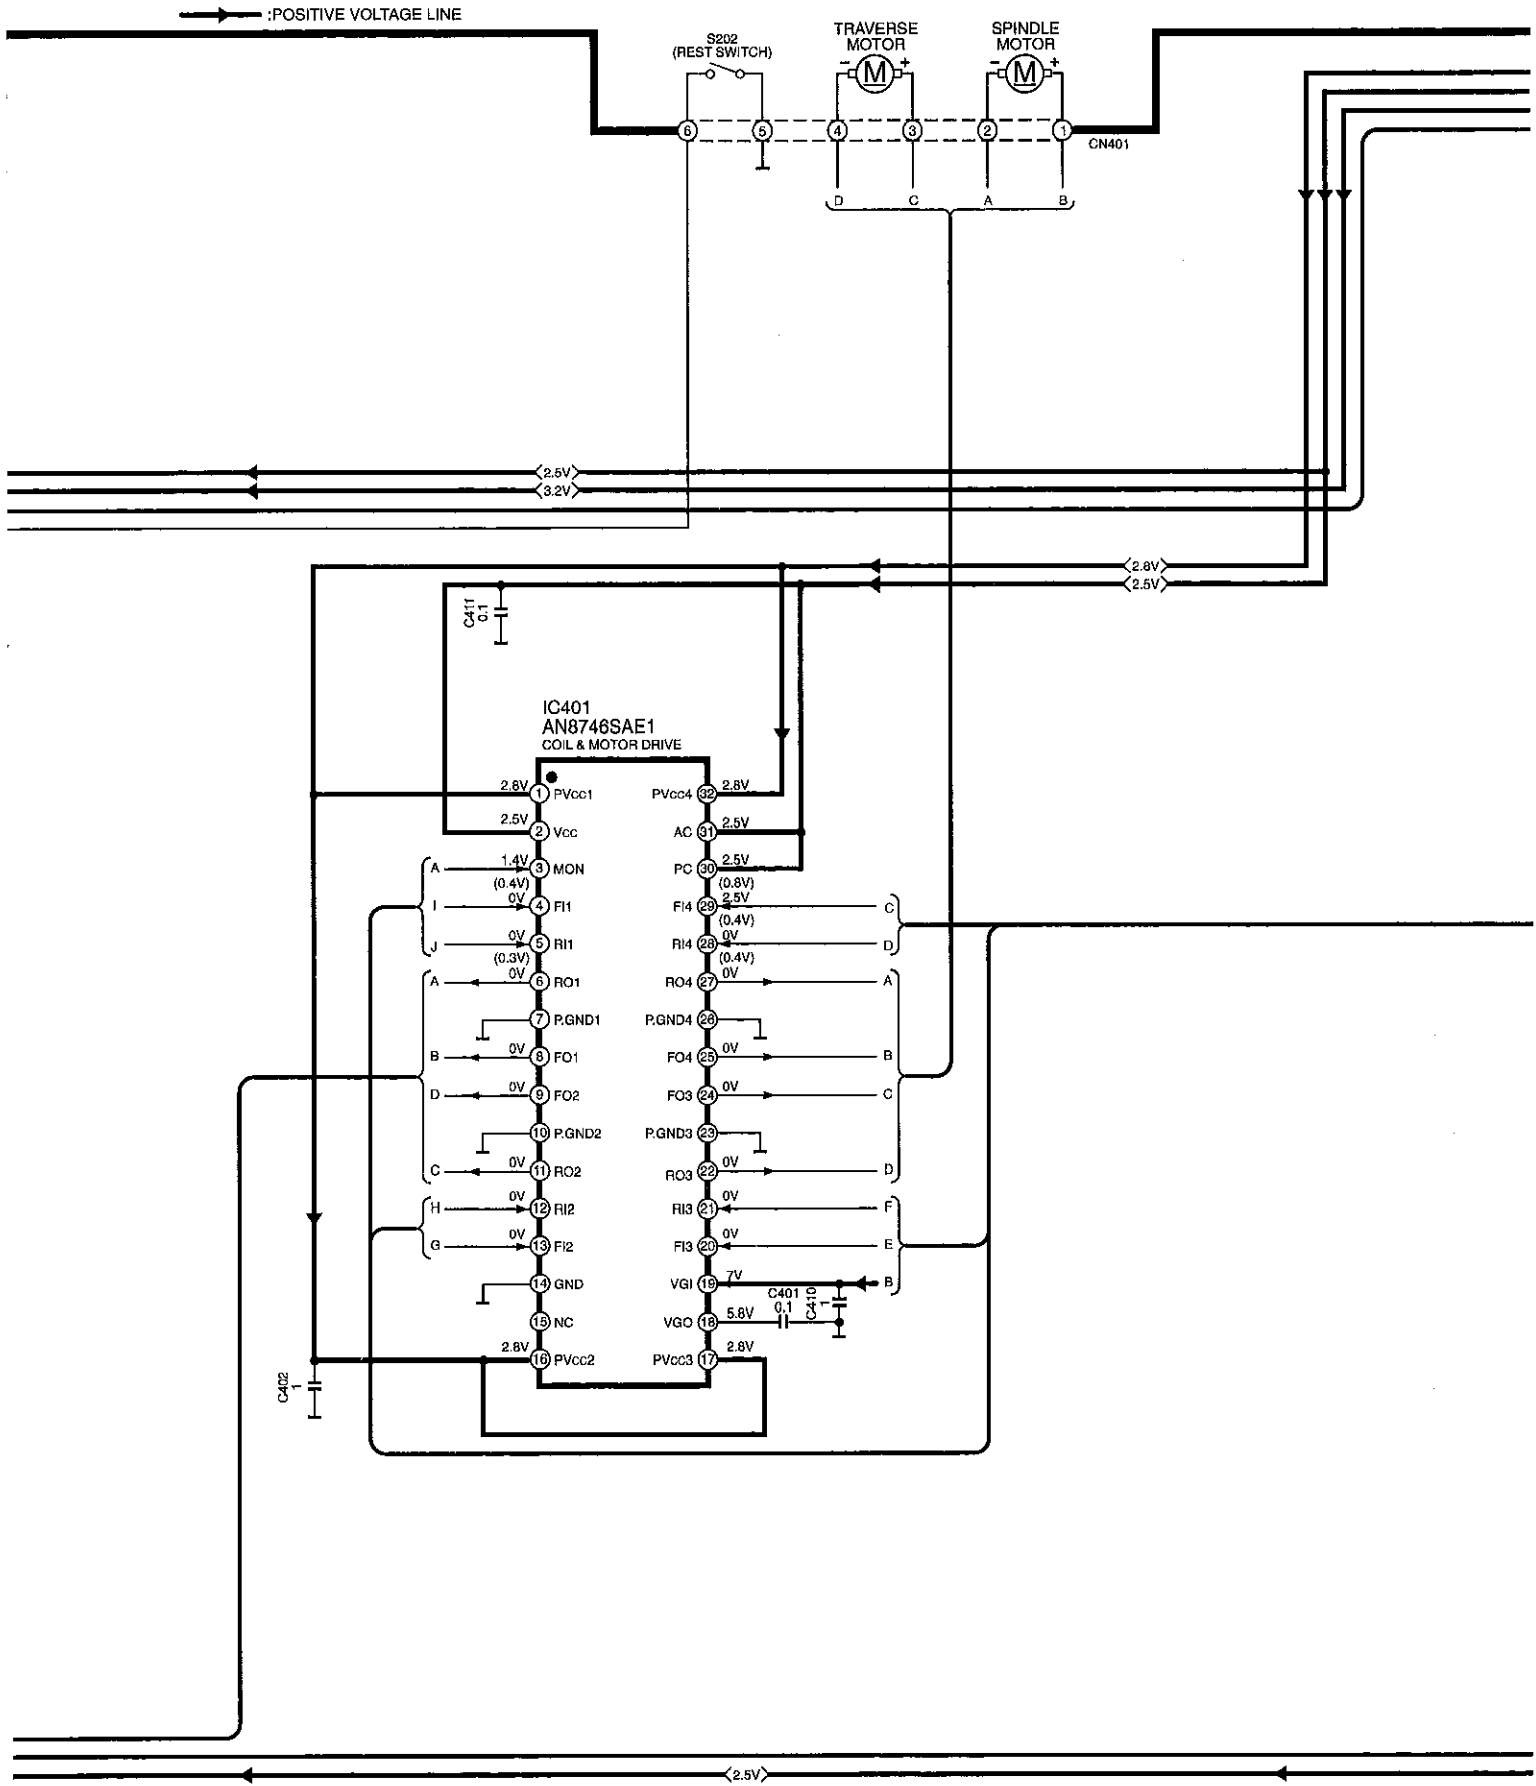 :POSITIVE VOLTAGE LINE
S202
(REST SWITCH)
TRAVERSE
MOTOR
SPINDLE
MOTOR
- M +
- M +
6 5 4 3 2 1
CN401
D C A B
2.5V
3.2V
2.8V
2.5V
C411
0.1
IC401
AN8746SAE1
COIL & MOTOR DRIVE
2.8V 1 PVcc1 PVcc4 32 2.8V
2.5V 2 Vcc AC 31 2.5V
A 1.4V 3 MON PC 30 2.5V
(0.4V) (0.8V)
I 0V 4 FI1 FI4 29 2.5V C
(0.4V)
J 0V 5 RI1 RI4 28 0V D
(0.3V) (0.4V)
A 0V 6 RO1 RO4 27 0V A
7 P.GND1 P.GND4 26
B 0V 8 FO1 FO4 25 0V B
D 0V 9 FO2 FO3 24 0V C
10 P.GND2 P.GND3 23
C 0V 11 RO2 RO3 22 0V D
H 0V 12 RI2 RI3 21 0V F
G 0V 13 FI2 FI3 20 0V E
14 GND VGI 19 7V B
C401
0.1
C410
1
15 NC VGO 18 5.8V
2.8V 16 PVcc2 PVcc3 17 2.8V
C402
1
2.5V